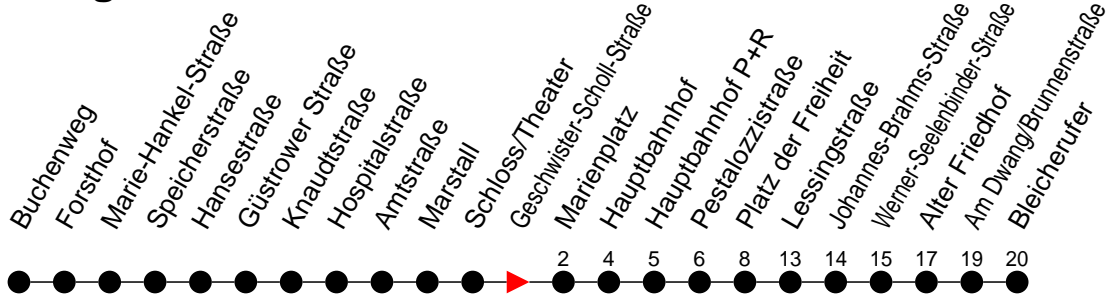 Buchenweg
Forsthof
Marie-Hankel-Straße
Speicherstraße
Hansestraße
Güstrower Straße
Knaudtstraße
Hospitalstraße
Amtstraße
Marstall
Schloss/Theater
Geschwister-Scholl-Straße
Marienplatz
Hauptbahnhof
Hauptbahnhof P+R
Pestalozzistraße
Platz der Freiheit
Lessingstraße
Johannes-Brahms-Straße
Werner-Seelenbinder-Straße
Alter Friedhof
Am Dwang/Brunnenstraße
Bleicherufer
2 4 5 6 8 13 14 15 17 19 20